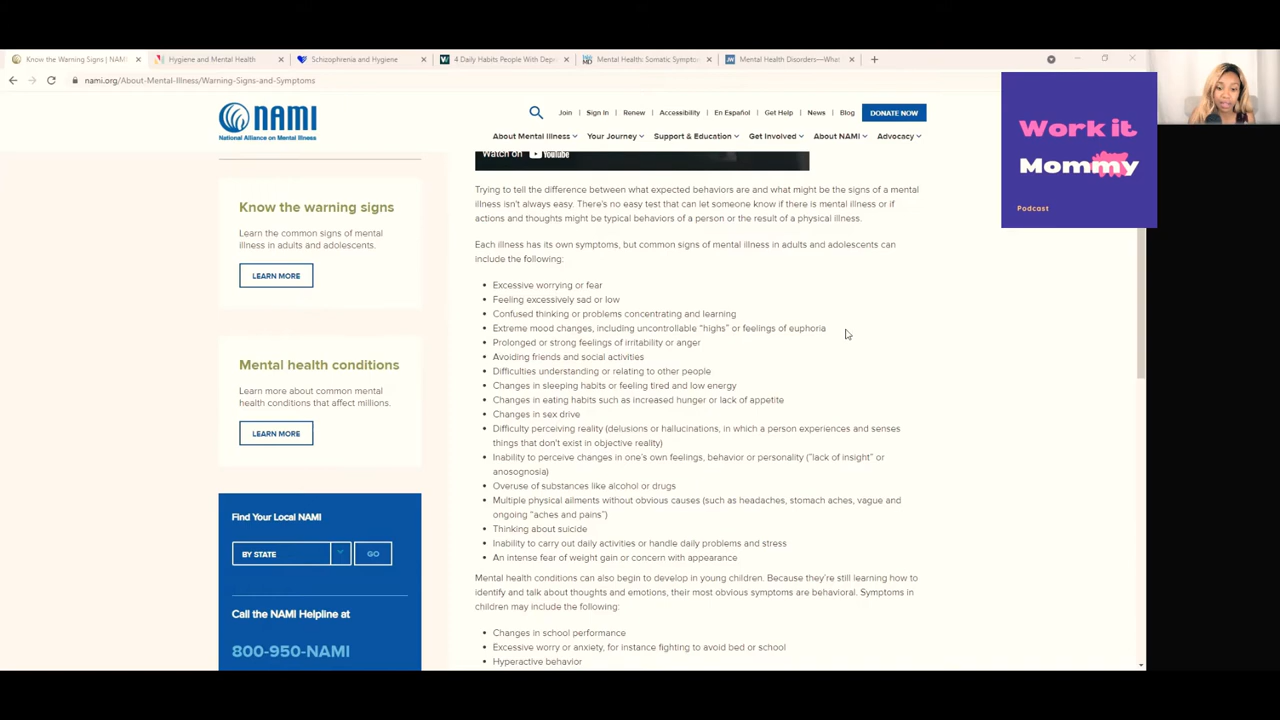 Know the Warning Signs | NAMI
Hygiene and Mental Health
Schizophrenia and Hygiene
4 Daily Habits People With Dep
Mental Health: Somatic Sympto
Mental Health Disorders—What
nami.org/About-Mental-Illness/Warning-Signs-and-Symptoms
NAMI
National Alliance on Mental Illness
Join | Sign In | Renew | Accessibility | En Español | Get Help | News | Blog
DONATE NOW
About Mental Illness
Your Journey
Support & Education
Get Involved
About NAMI
Advocacy
Work it
Mommy
Podcast
Know the warning signs
Learn the common signs of mental
illness in adults and adolescents.
LEARN MORE
Mental health conditions
Learn more about common mental
health conditions that affect millions.
LEARN MORE
Find Your Local NAMI
BY STATE
GO
Call the NAMI Helpline at
800-950-NAMI
Watch on YouTube
Trying to tell the difference between what expected behaviors are and what might be the signs of a mental
illness isn't always easy. There's no easy test that can let someone know if there is mental illness or if
actions and thoughts might be typical behaviors of a person or the result of a physical illness.
Each illness has its own symptoms, but common signs of mental illness in adults and adolescents can
include the following:
• Excessive worrying or fear
• Feeling excessively sad or low
• Confused thinking or problems concentrating and learning
• Extreme mood changes, including uncontrollable “highs” or feelings of euphoria
• Prolonged or strong feelings of irritability or anger
• Avoiding friends and social activities
• Difficulties understanding or relating to other people
• Changes in sleeping habits or feeling tired and low energy
• Changes in eating habits such as increased hunger or lack of appetite
• Changes in sex drive
• Difficulty perceiving reality (delusions or hallucinations, in which a person experiences and senses
things that don't exist in objective reality)
• Inability to perceive changes in one's own feelings, behavior or personality (“lack of insight” or
anosognosia)
• Overuse of substances like alcohol or drugs
• Multiple physical ailments without obvious causes (such as headaches, stomach aches, vague and
ongoing “aches and pains”)
• Thinking about suicide
• Inability to carry out daily activities or handle daily problems and stress
• An intense fear of weight gain or concern with appearance
Mental health conditions can also begin to develop in young children. Because they're still learning how to
identify and talk about thoughts and emotions, their most obvious symptoms are behavioral. Symptoms in
children may include the following:
• Changes in school performance
• Excessive worry or anxiety, for instance fighting to avoid bed or school
• Hyperactive behavior